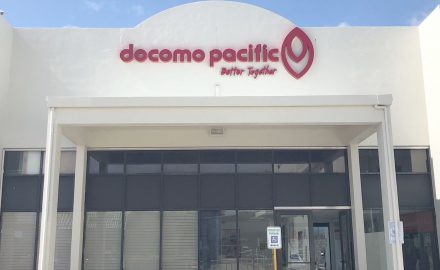 docomo pacific
Better Together